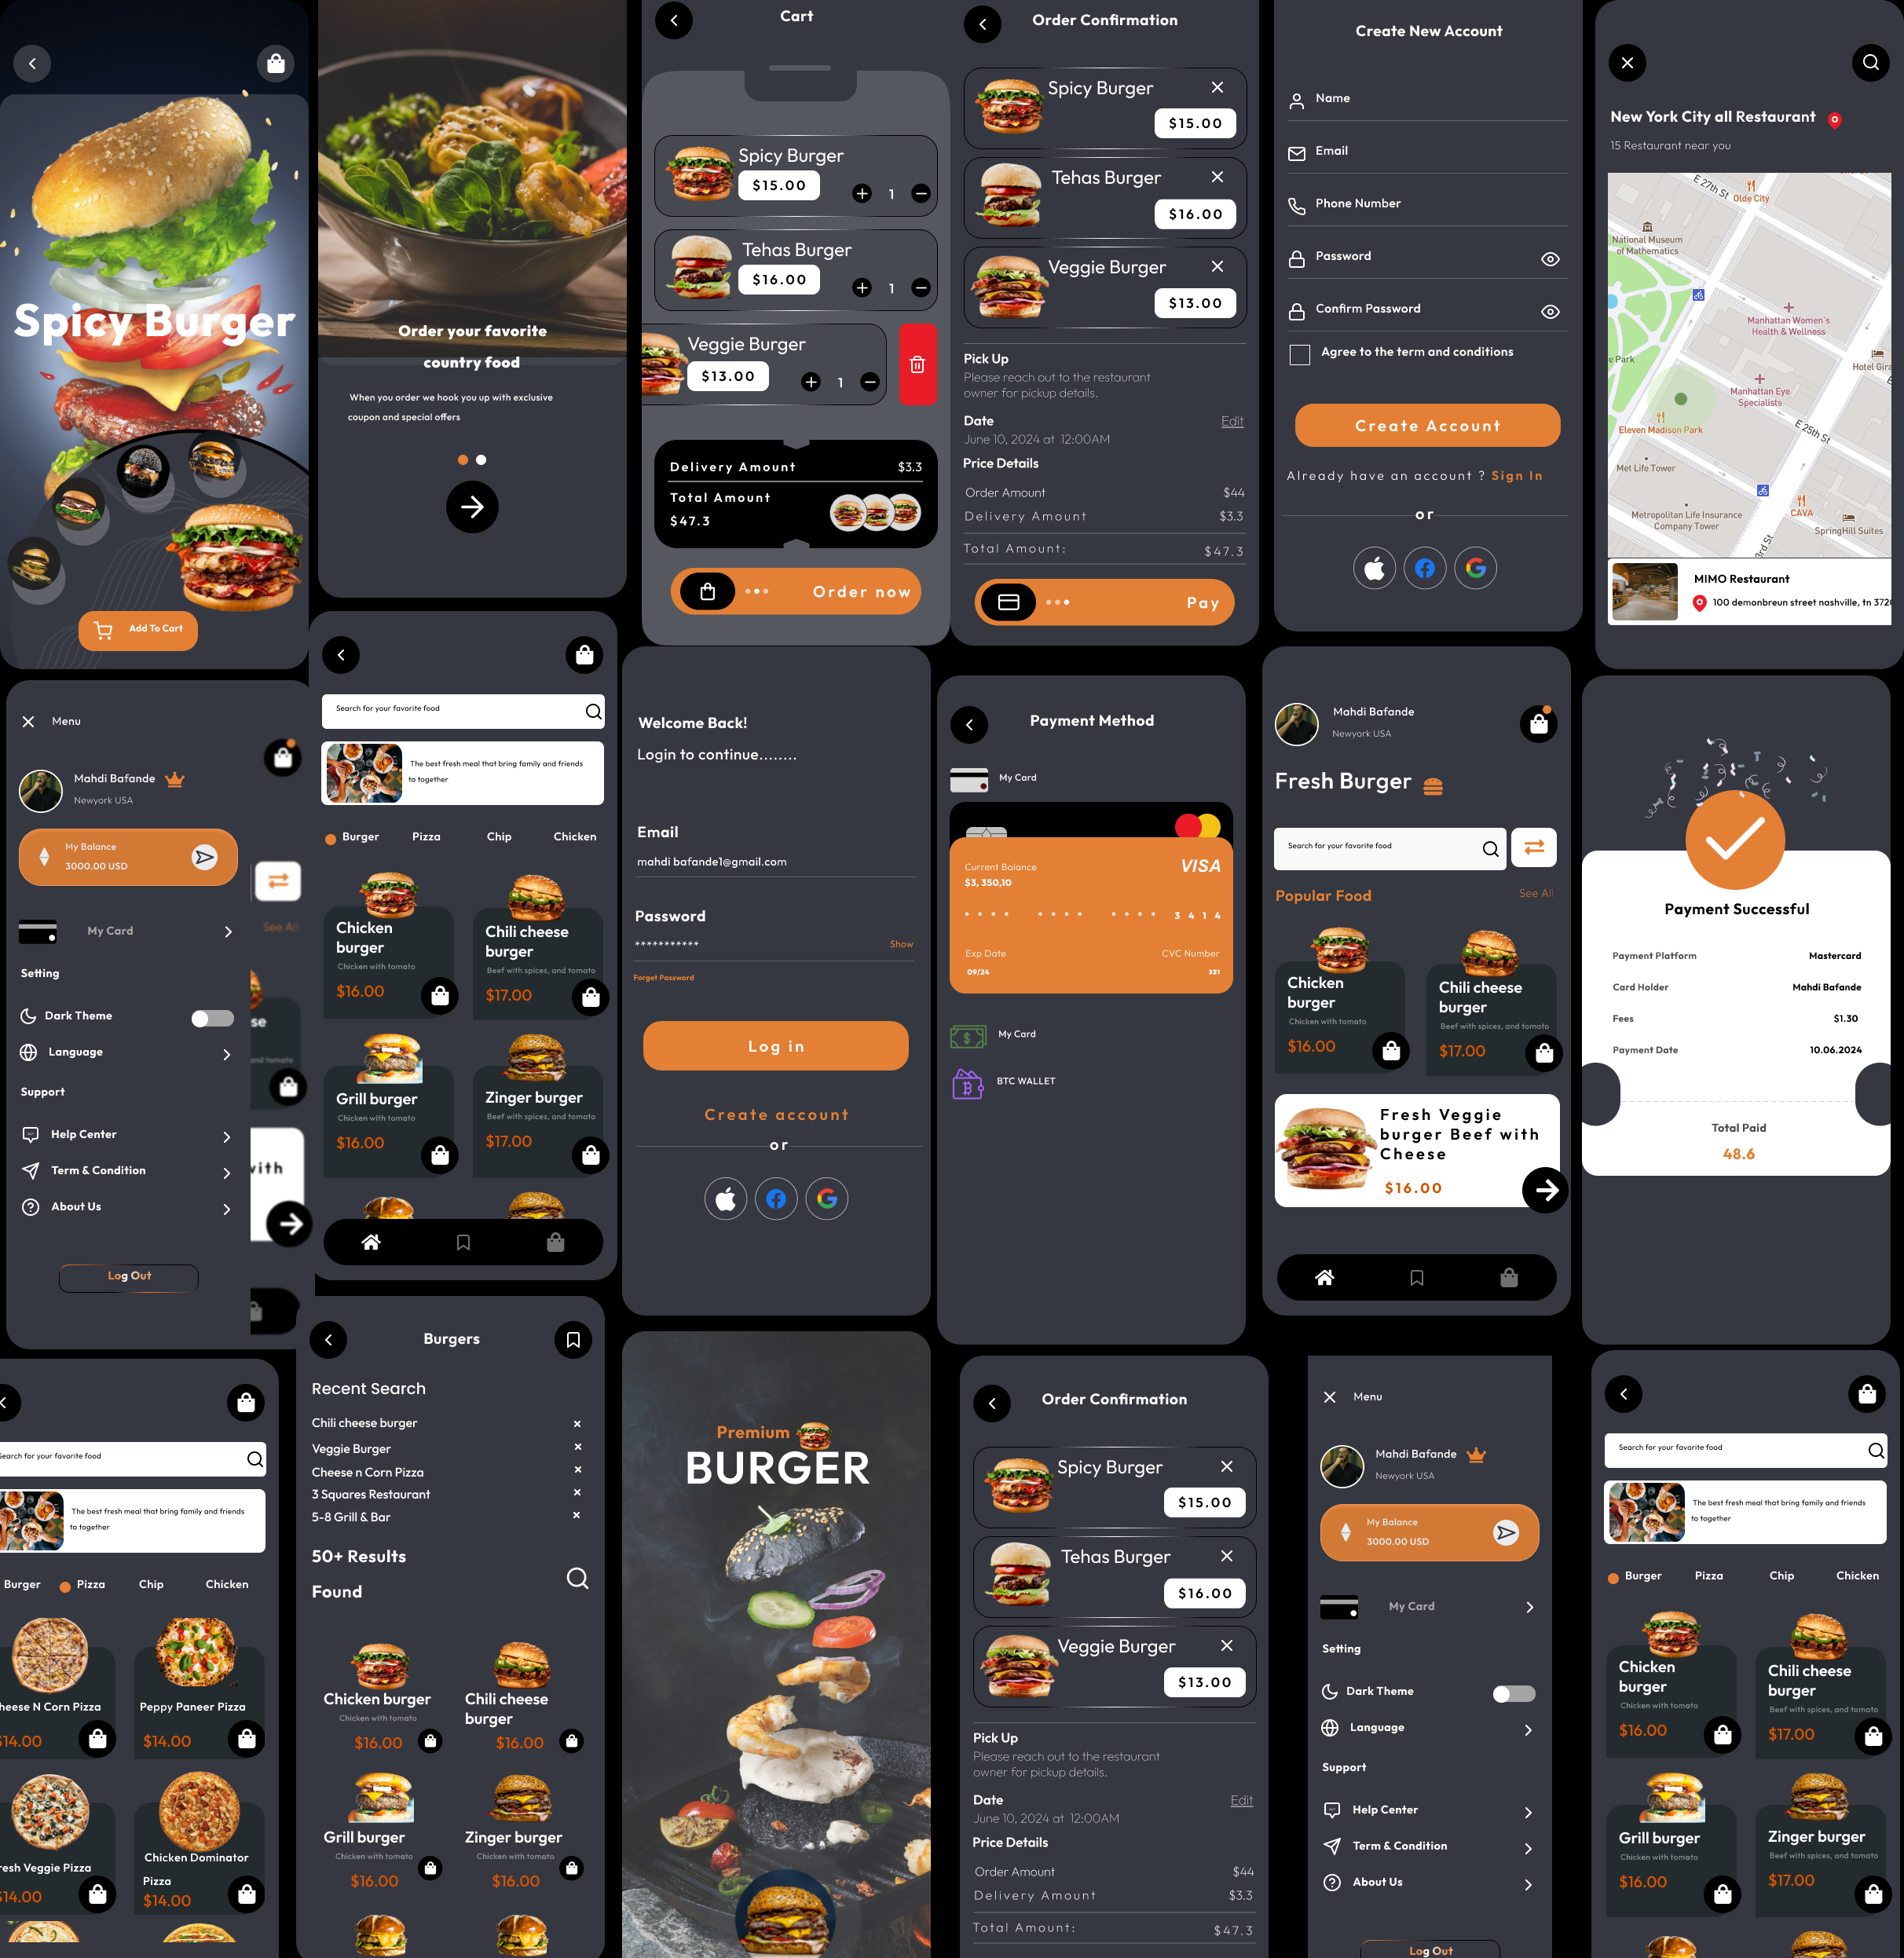 Spicy Burger
Add To Cart
Order your favorite
country food
When you order we hook you up with exclusive
coupon and special offers
Cart
Spicy Burger
$15.00
1
Tehas Burger
$16.00
1
Veggie Burger
$13.00
1
Delivery Amount
$3.3
Total Amount
$47.3
Order now
Order Confirmation
Spicy Burger
$15.00
Tehas Burger
$16.00
Veggie Burger
$13.00
Pick Up
Please reach out to the restaurant
owner for pickup details.
Date
Edit
June 10, 2024 at 12:00AM
Price Details
Order Amount
$44
Delivery Amount
$3.3
Total Amount:
$47.3
Pay
Create New Account
Name
Email
Phone Number
Password
Confirm Password
Agree to the term and conditions
Create Account
Already have an account ? Sign In
or
New York City all Restaurant
15 Restaurant near you
E 27th St
Olde City
National Museum
of Mathematics
Manhattan Women's
Health & Wellness
e Park
Hotel Gira
Manhattan Eye
Specialists
Eleven Madison Park
E 25th St
Met Life Tower
CAVA
Metropolitan Life Insurance
Company Tower
SpringHill Suites
3rd St
MIMO Restaurant
100 demonbreun street nashville, tn 3720
Menu
Mahdi Bafande
Newyork USA
My Balance
3000.00 USD
My Card
See All
Setting
Dark Theme
Language
Support
Help Center
Term & Condition
About Us
Log Out
se
nd tomato
with
Search for your favorite food
The best fresh meal that bring family and friends
to together
Burger Pizza Chip Chicken
Chicken
burger
Chicken with tomato
$16.00
Chili cheese
burger
Beef with spices, and tomato
$17.00
Grill burger
Chicken with tomato
$16.00
Zinger burger
Beef with spices, and tomato
$17.00
Welcome Back!
Login to continue........
Email
mahdi bafande1@gmail.com
Password
***********
Show
Forget Password
Log in
Create account
or
Payment Method
My Card
Current Balance
VISA
$3, 350,10
3 4 1 4
Exp Date
CVC Number
09/24
321
My Card
BTC WALLET
Mahdi Bafande
Newyork USA
Fresh Burger
Search for your favorite food
Popular Food
See All
Chicken
burger
Chicken with tomato
$16.00
Chili cheese
burger
Beef with spices, and tomato
$17.00
Fresh Veggie
burger Beef with
Cheese
$16.00
Payment Successful
Payment Platform
Mastercard
Card Holder
Mahdi Bafande
Fees
$1.30
Payment Date
10.06.2024
Total Paid
48.6
Search for your favorite food
The best fresh meal that bring family and friends
to together
Burger Pizza Chip Chicken
heese N Corn Pizza
$14.00
Peppy Paneer Pizza
$14.00
resh Veggie Pizza
$14.00
Chicken Dominator
Pizza
$14.00
Burgers
Recent Search
Chili cheese burger
Veggie Burger
Cheese n Corn Pizza
3 Squares Restaurant
5-8 Grill & Bar
50+ Results
Found
Chicken burger
Chicken with tomato
$16.00
Chili cheese
burger
$16.00
Grill burger
Chicken with tomato
$16.00
Zinger burger
Chicken with tomato
$16.00
Premium
BURGER
Order Confirmation
Spicy Burger
$15.00
Tehas Burger
$16.00
Veggie Burger
$13.00
Pick Up
Please reach out to the restaurant
owner for pickup details.
Date
Edit
June 10, 2024 at 12:00AM
Price Details
Order Amount
$44
Delivery Amount
$3.3
Total Amount:
$47.3
Menu
Mahdi Bafande
Newyork USA
My Balance
3000.00 USD
My Card
Setting
Dark Theme
Language
Support
Help Center
Term & Condition
About Us
Log Out
Search for your favorite food
The best fresh meal that bring family and friends
to together
Burger Pizza Chip Chicken
Chicken
burger
Chicken with tomato
$16.00
Chili cheese
burger
Beef with spices, and tomato
$17.00
Grill burger
Chicken with tomato
$16.00
Zinger burger
Beef with spices, and tomato
$17.00